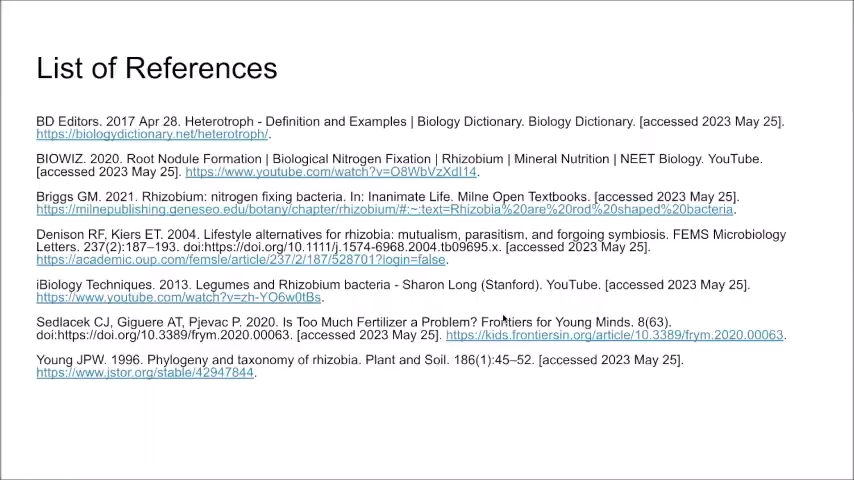 List of References
BD Editors. 2017 Apr 28. Heterotroph - Definition and Examples | Biology Dictionary. Biology Dictionary. [accessed 2023 May 25].
https://biologydictionary.net/heterotroph/.
BIOWIZ. 2020. Root Nodule Formation | Biological Nitrogen Fixation | Rhizobium | Mineral Nutrition | NEET Biology. YouTube.
[accessed 2023 May 25]. https://www.youtube.com/watch?v=O8WbVzXdI14.
Briggs GM. 2021. Rhizobium: nitrogen fixing bacteria. In: Inanimate Life. Milne Open Textbooks. [accessed 2023 May 25].
https://milnepublishing.geneseo.edu/botany/chapter/rhizobium/#:~:text=Rhizobia%20are%20rod%20shaped%20bacteria.
Denison RF, Kiers ET. 2004. Lifestyle alternatives for rhizobia: mutualism, parasitism, and forgoing symbiosis. FEMS Microbiology
Letters. 237(2):187–193. doi:https://doi.org/10.1111/j.1574-6968.2004.tb09695.x. [accessed 2023 May 25].
https://academic.oup.com/femsle/article/237/2/187/528701?login=false.
iBiology Techniques. 2013. Legumes and Rhizobium bacteria - Sharon Long (Stanford). YouTube. [accessed 2023 May 25].
https://www.youtube.com/watch?v=zh-YO6w0tBs.
Sedlacek CJ, Giguere AT, Pjevac P. 2020. Is Too Much Fertilizer a Problem? Frontiers for Young Minds. 8(63).
doi:https://doi.org/10.3389/frym.2020.00063. [accessed 2023 May 25]. https://kids.frontiersin.org/article/10.3389/frym.2020.00063.
Young JPW. 1996. Phylogeny and taxonomy of rhizobia. Plant and Soil. 186(1):45–52. [accessed 2023 May 25].
https://www.jstor.org/stable/42947844.